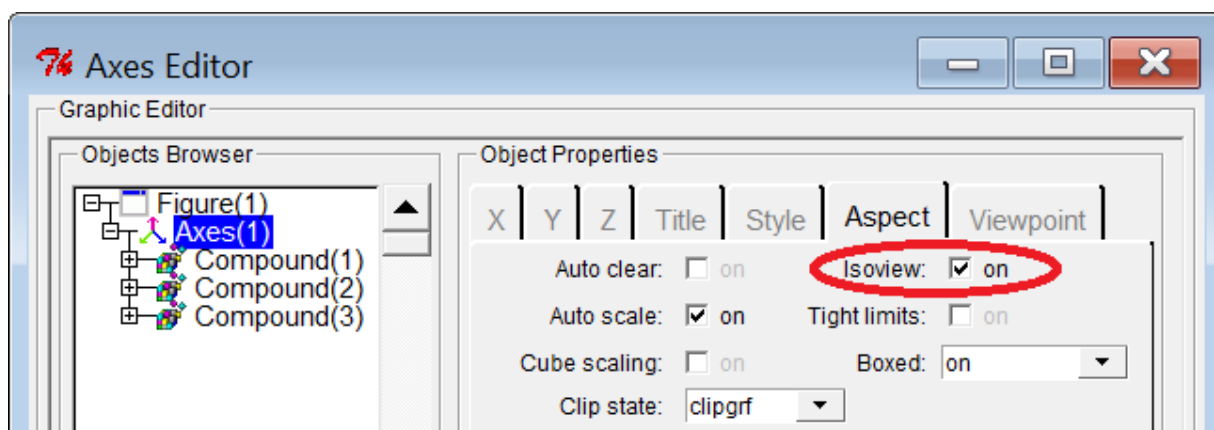 Axes Editor
Graphic Editor
Objects Browser
Figure(1)
Axes(1)
Compound(1)
Compound(2)
Compound(3)
Object Properties
X Y Z Title Style Aspect Viewpoint
Auto clear: on Isoview: on
Auto scale: on Tight limits: on
Cube scaling: on Boxed: on
Clip state: clipgrf